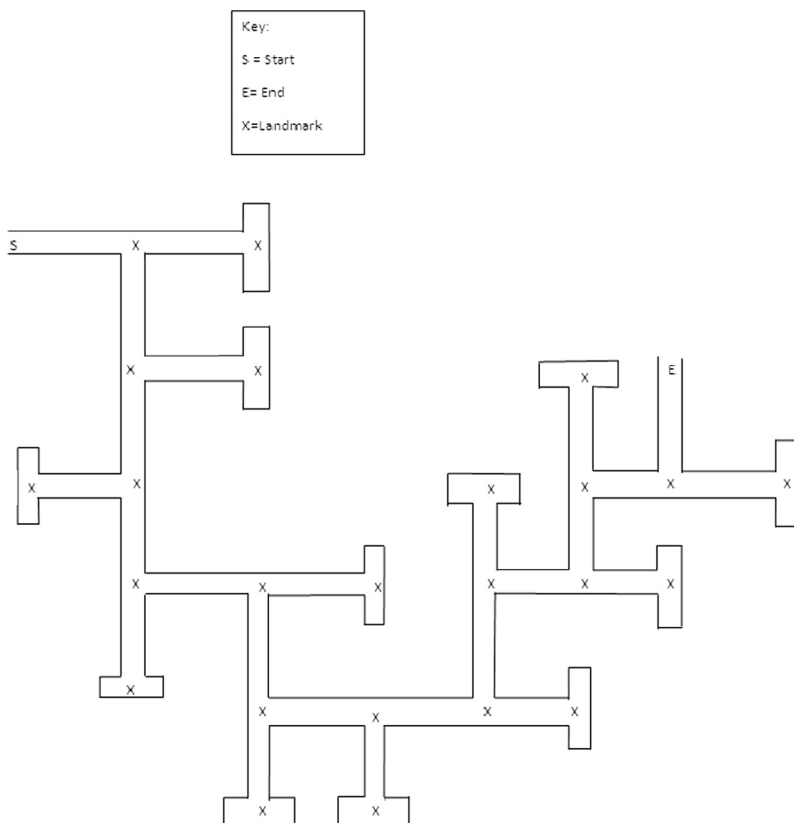 Key:
S = Start
E= End
X=Landmark
S X X
X X X E
X X X X X X
X X X X X X
X
X X X X
X X